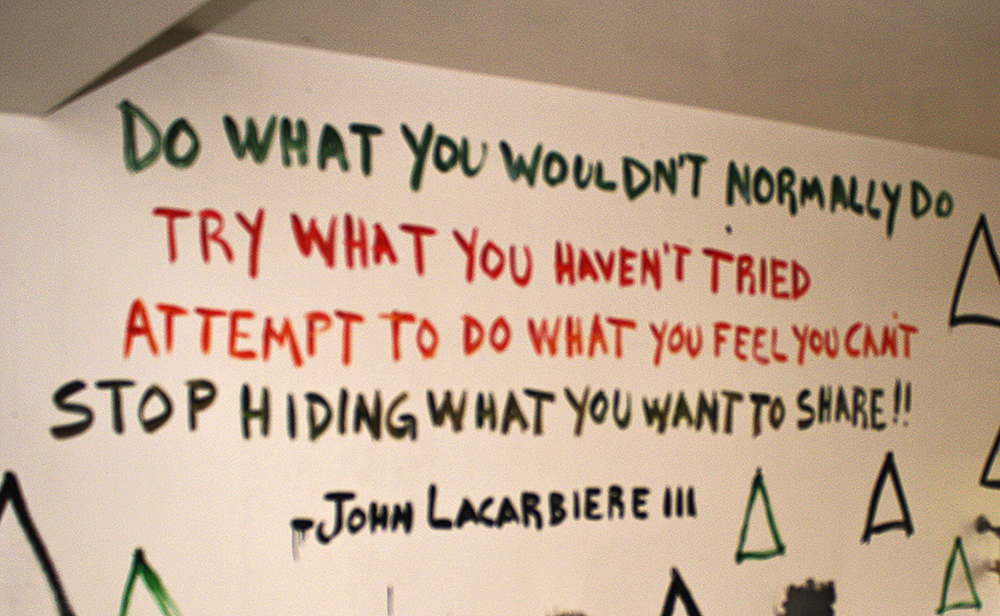 DO WHAT YOU WOULDN'T NORMALLY DO
TRY WHAT YOU HAVEN'T TRIED
ATTEMPT TO DO WHAT YOU FEEL YOU CAN'T
STOP HIDING WHAT YOU WANT TO SHARE!!
-JOHN LACARBIERE III